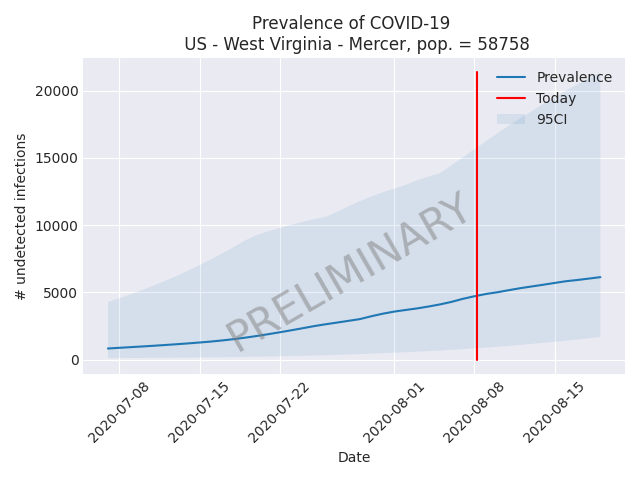 Prevalence of COVID-19
US - West Virginia - Mercer, pop. = 58758
# undetected infections
20000
15000
10000
5000
0
Prevalence
Today
95CI
PRELIMINARY
2020-07-08
2020-07-15
2020-07-22
2020-08-01
2020-08-08
2020-08-15
Date